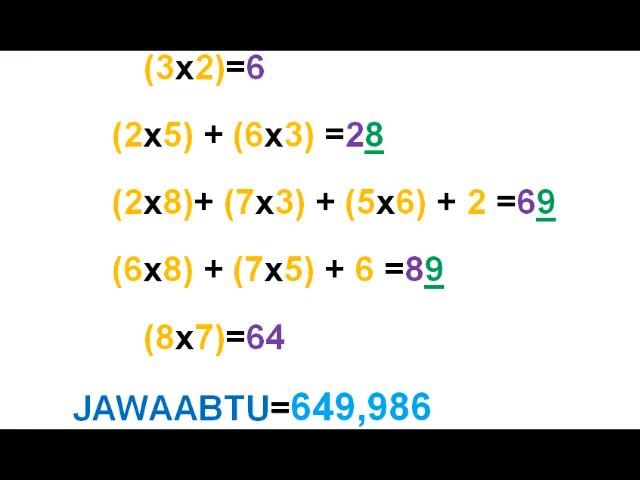 (3x2)=6
(2x5) + (6x3) =28
(2x8)+ (7x3) + (5x6) + 2 =69
(6x8) + (7x5) + 6 =89
(8x7)=64
JAWAABTU=649,986